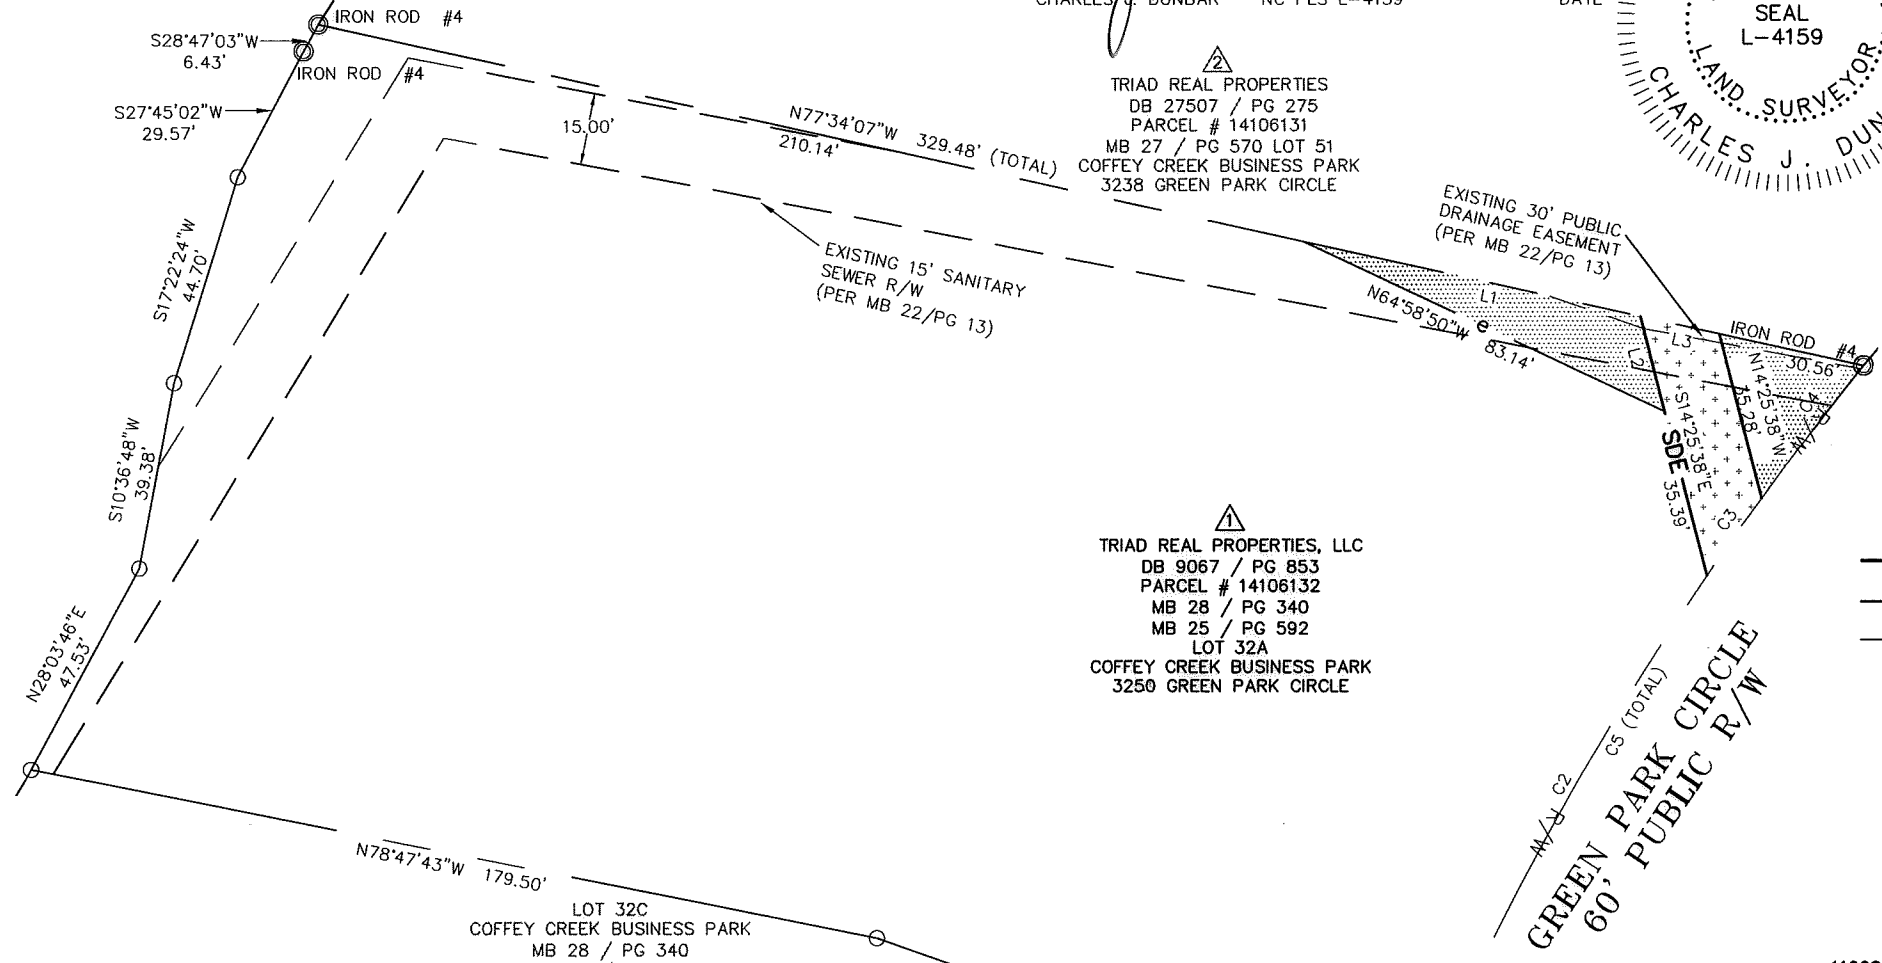 IRON ROD #4
S28°47'03"W
6.43'
IRON ROD #4
S27°45'02"W
29.57'
15.00'
N77°34'07"W 329.48' (TOTAL)
210.14'
CHARLES J. DUNBAR NC PLS L-4159 DATE
2
TRIAD REAL PROPERTIES
DB 27507 / PG 275
PARCEL # 14106131
MB 27 / PG 570 LOT 51
COFFEY CREEK BUSINESS PARK
3238 GREEN PARK CIRCLE
SEAL
L-4159
LAND SURVEYOR
CHARLES J. DUN
EXISTING 30' PUBLIC
DRAINAGE EASEMENT
(PER MB 22/PG 13)
S17°22'24"W
44.70'
EXISTING 15' SANITARY
SEWER R/W
(PER MB 22/PG 13)
L1
N64°58'50"W
e
83.14'
L2
L3
IRON ROD #4
30.56'
N14°25'38"W
35.28'
C4
R/W
S14°25'38"E
SDE 35.39'
C3
S10°36'48"W
39.38'
1
TRIAD REAL PROPERTIES, LLC
DB 9067 / PG 853
PARCEL # 14106132
MB 28 / PG 340
MB 25 / PG 592
LOT 32A
COFFEY CREEK BUSINESS PARK
3250 GREEN PARK CIRCLE
N28°03'46"E
47.53'
C5 (TOTAL)
R/W C2
GREEN PARK CIRCLE
60' PUBLIC R/W
N78°47'43"W 179.50'
LOT 32C
COFFEY CREEK BUSINESS PARK
MB 28 / PG 340